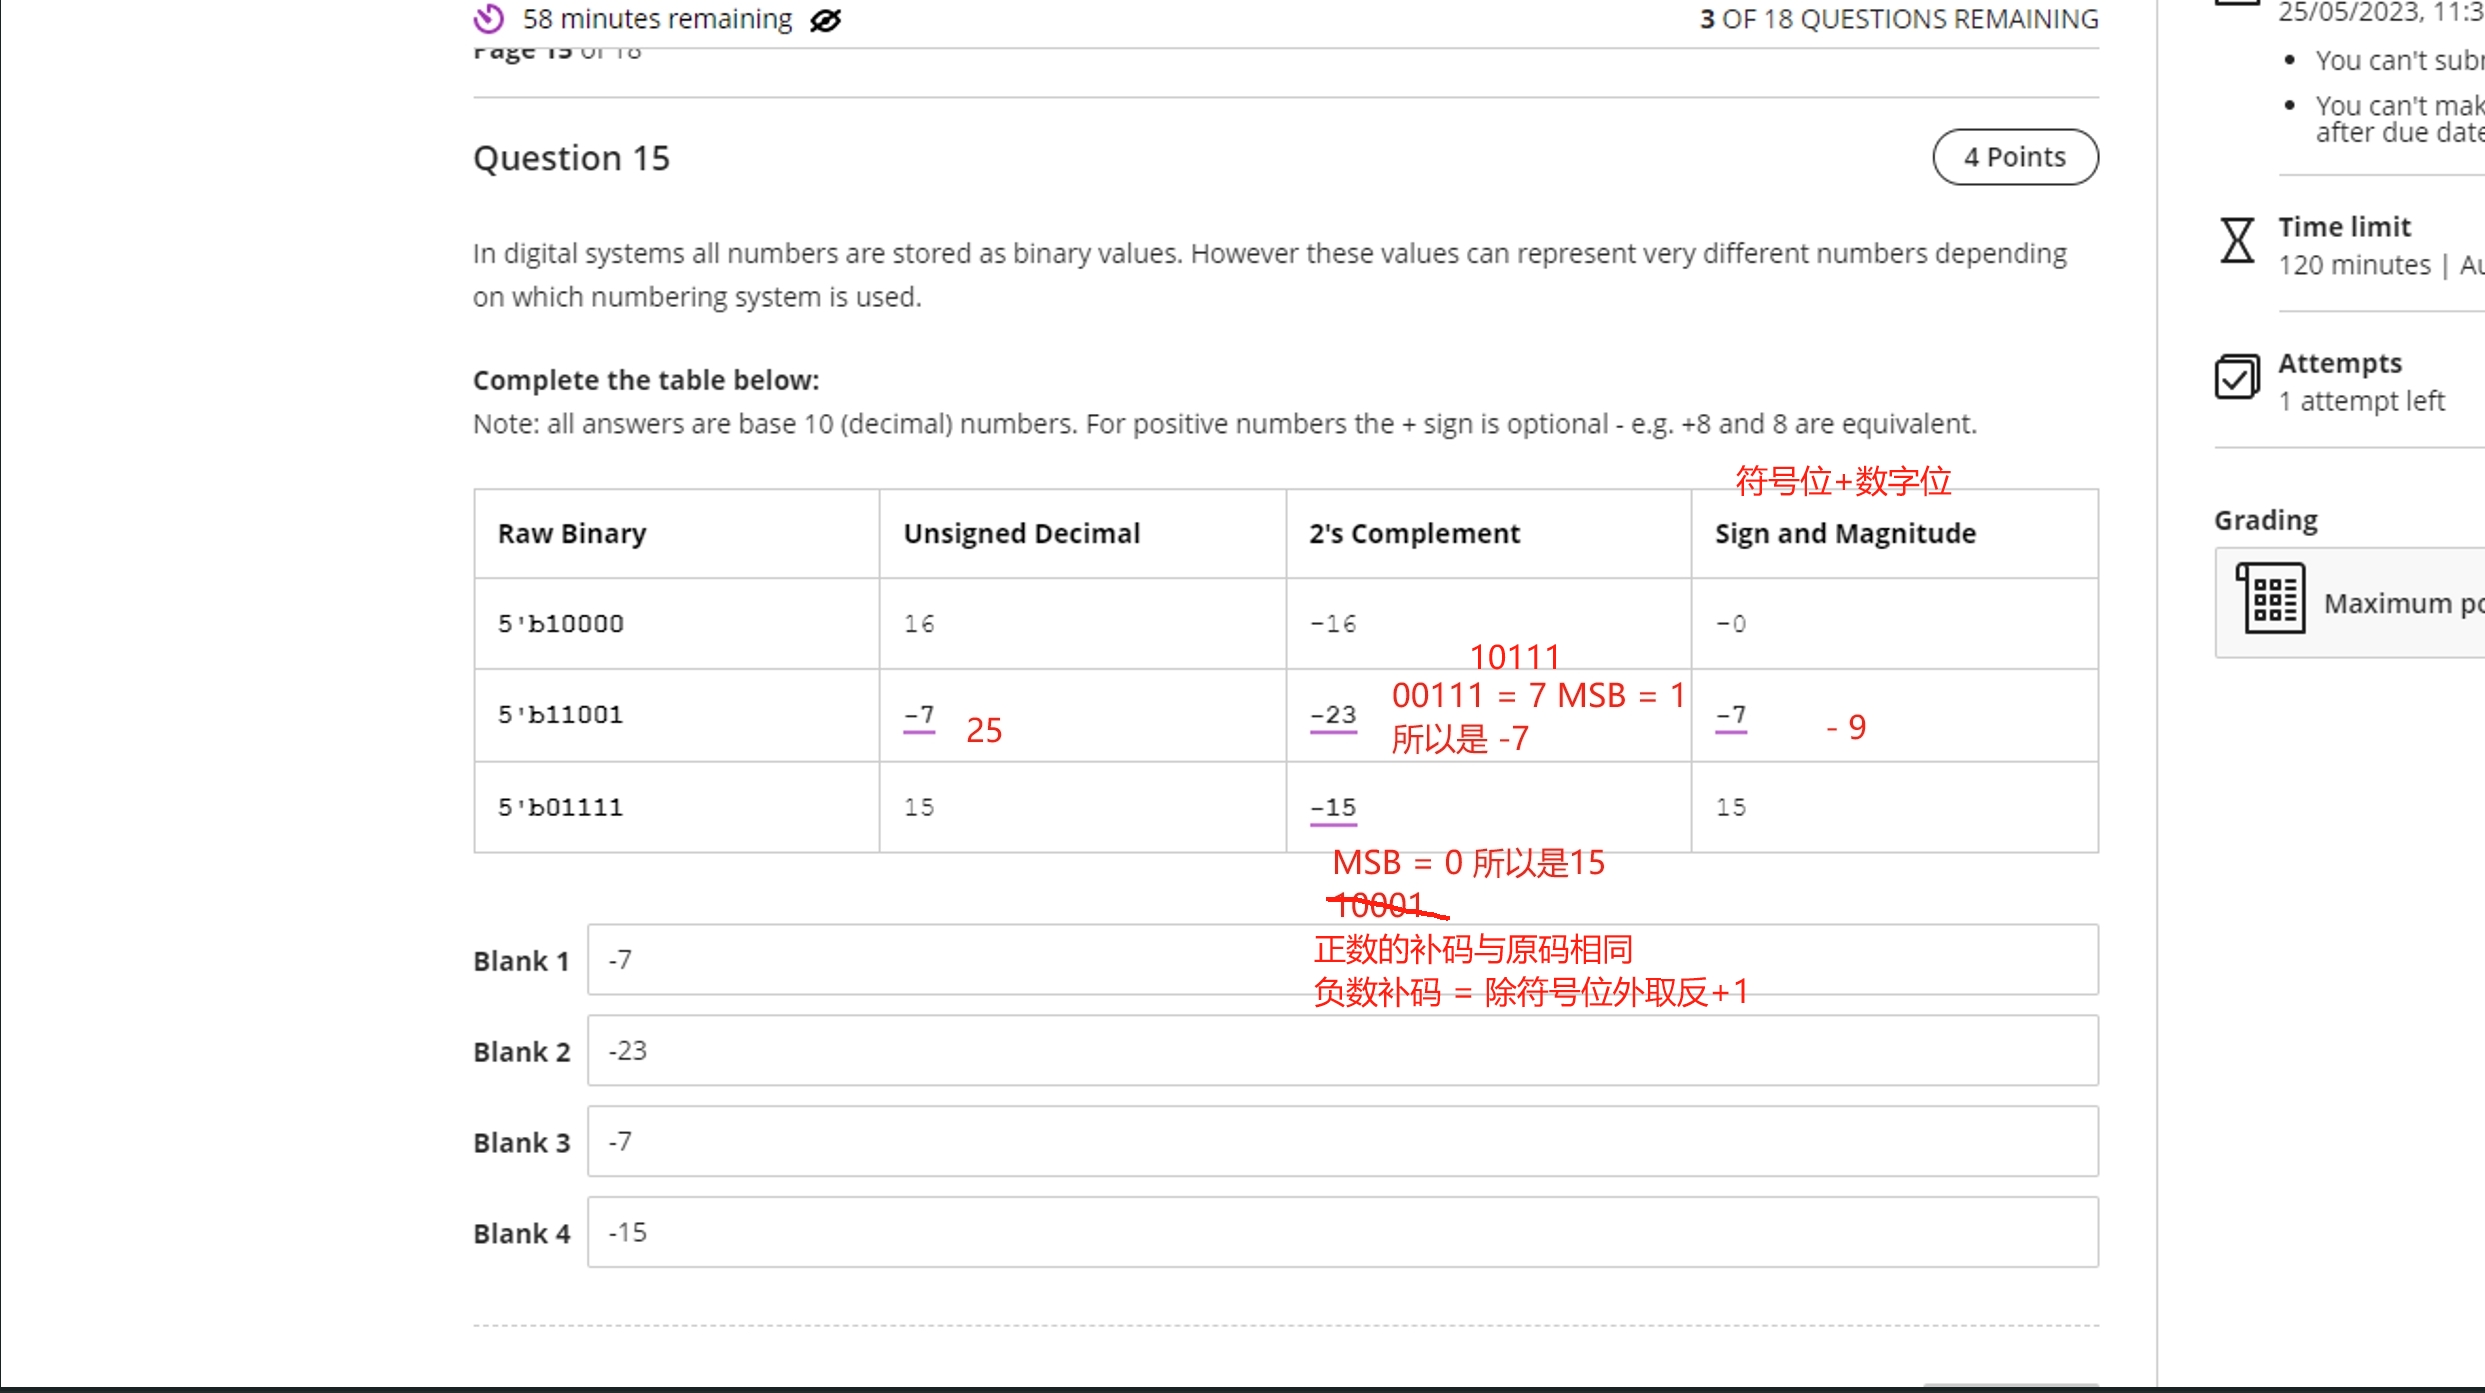 58 minutes remaining
3 OF 18 QUESTIONS REMAINING
Page 15 of 18
Question 15
4 Points
In digital systems all numbers are stored as binary values. However these values can represent very different numbers depending
on which numbering system is used.
Complete the table below:
Note: all answers are base 10 (decimal) numbers. For positive numbers the + sign is optional - e.g. +8 and 8 are equivalent.
符号位+数字位
Raw Binary Unsigned Decimal 2's Complement Sign and Magnitude
5'b10000 16 -16 -0
10111
00111 = 7 MSB = 1
5'b11001 -7 25 -23 -7 - 9
所以是 -7
5'b01111 15 -15 15
MSB = 0 所以是15
10001
正数的补码与原码相同
Blank 1 -7
负数补码 = 除符号位外取反+1
Blank 2 -23
Blank 3 -7
Blank 4 -15
25/05/2023, 11:3
You can't
You can't
after due date
Time limit
120 minutes |
Attempts
1 attempt left
Grading
Maximum